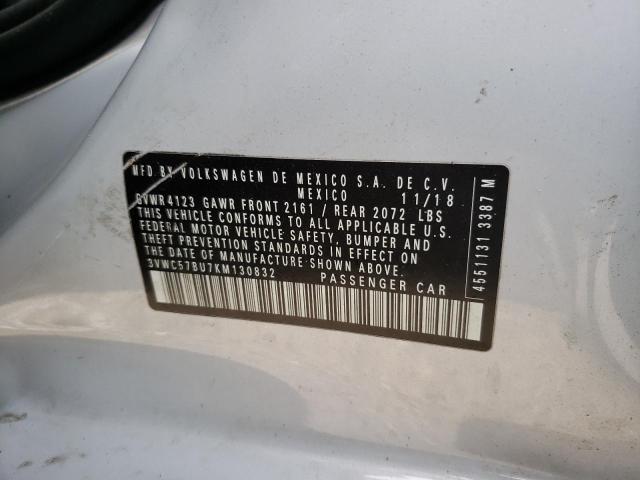 MFD BY VOLKSWAGEN DE MEXICO S.A. DE C.V.
MEXICO 11/18
GVWR 4123 GAWR FRONT 2161 / REAR 2072 LBS
THIS VEHICLE CONFORMS TO ALL APPLICABLE U.S.
FEDERAL MOTOR VEHICLE SAFETY, BUMPER AND
THEFT PREVENTION STANDARDS IN EFFECT ON
THE DATE OF MANUFACTURE SHOWN ABOVE.
3VWC57BU7KM130832 PASSENGER CAR
4551131 3387 M